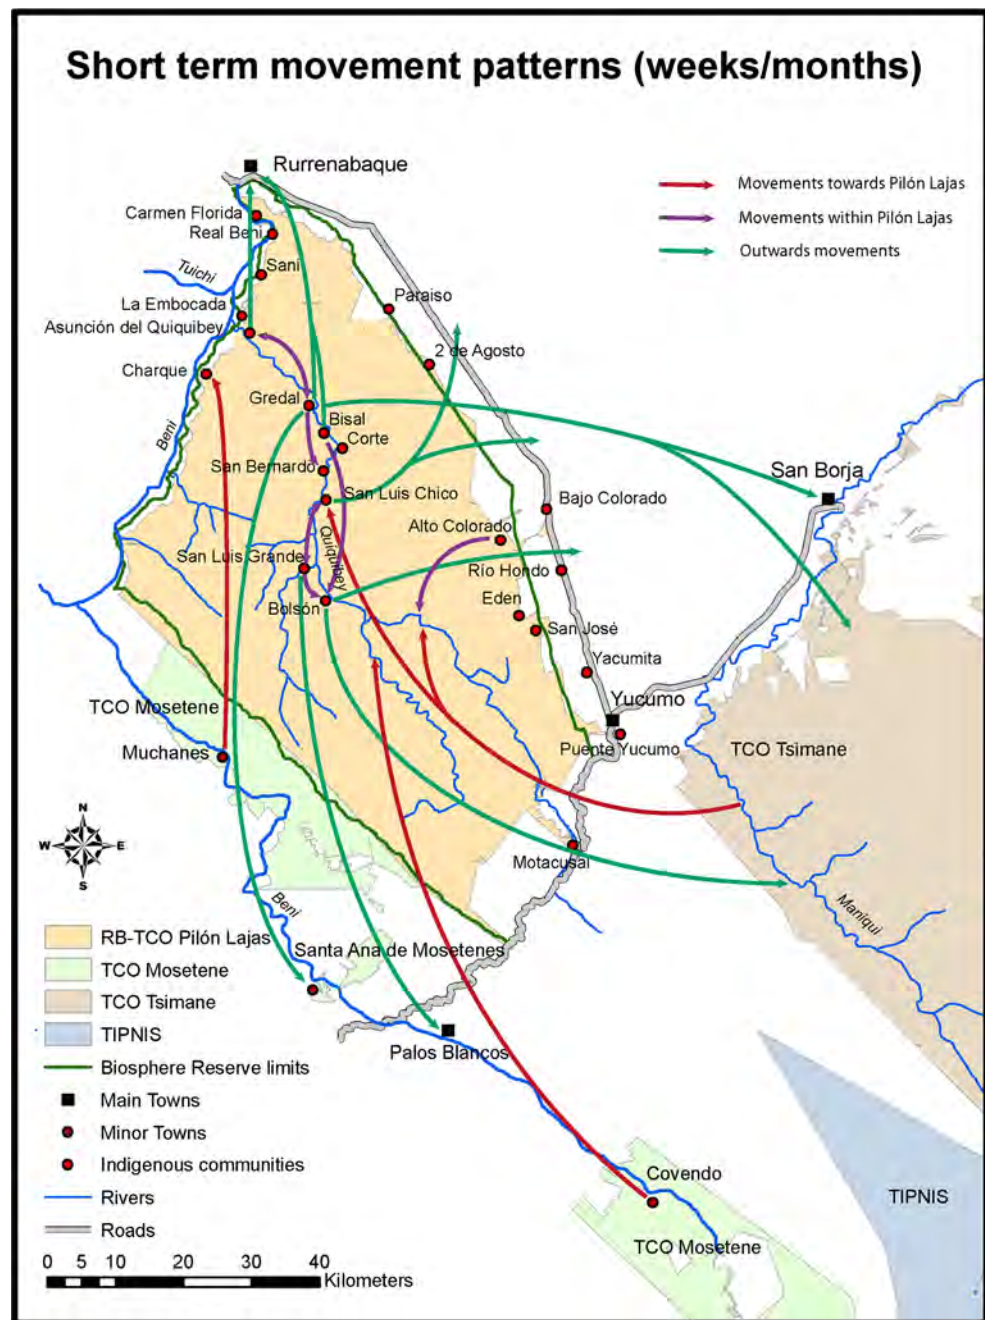 Short term movement patterns (weeks/months)
Rurrenabaque
Movements towards Pilón Lajas
Carmen Florida
Movements within Pilón Lajas
Real Beni
Outwards movements
Tuichi
Sani
La Embocada
Paraiso
Asunción del Quiquibey
2 de Agosto
Charque
Gredal
Bisal
Beni
Corte
San Bernardo
San Borja
San Luis Chico
Bajo Colorado
Alto Colorado
Quiquibey
San Luis Grande
Río Hondo
Bolsón
Eden
San José
Yacumita
TCO Mosetene
Yucumo
Muchanes
Puente Yucumo
TCO Tsimane
N
W E
S
Motacusal
Beni
Maniqui
RB-TCO Pilón Lajas
Santa Ana de Mosetenes
TCO Mosetene
TCO Tsimane
TIPNIS
Palos Blancos
Biosphere Reserve limits
Main Towns
Minor Towns
Indigenous communities
Covendo
Rivers
TIPNIS
Roads
TCO Mosetene
0 5 10 20 30 40
Kilometers